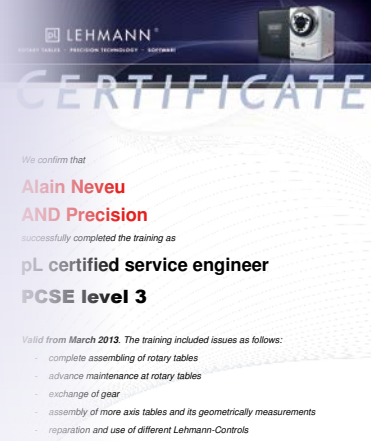 pL LEHMANN®
ROTARY TABLES - PRECISION TECHNOLOGY - SOFTWARE
CERTIFICATE
We confirm that
Alain Neveu
AND Precision
successfully completed the training as
pL certified service engineer
PCSE level 3
Valid from March 2013. The training included issues as follows:
- complete assembling of rotary tables
- advance maintenance at rotary tables
- exchange of gear
- assembly of more axis tables and its geometrically measurements
- reparation and use of different Lehmann-Controls